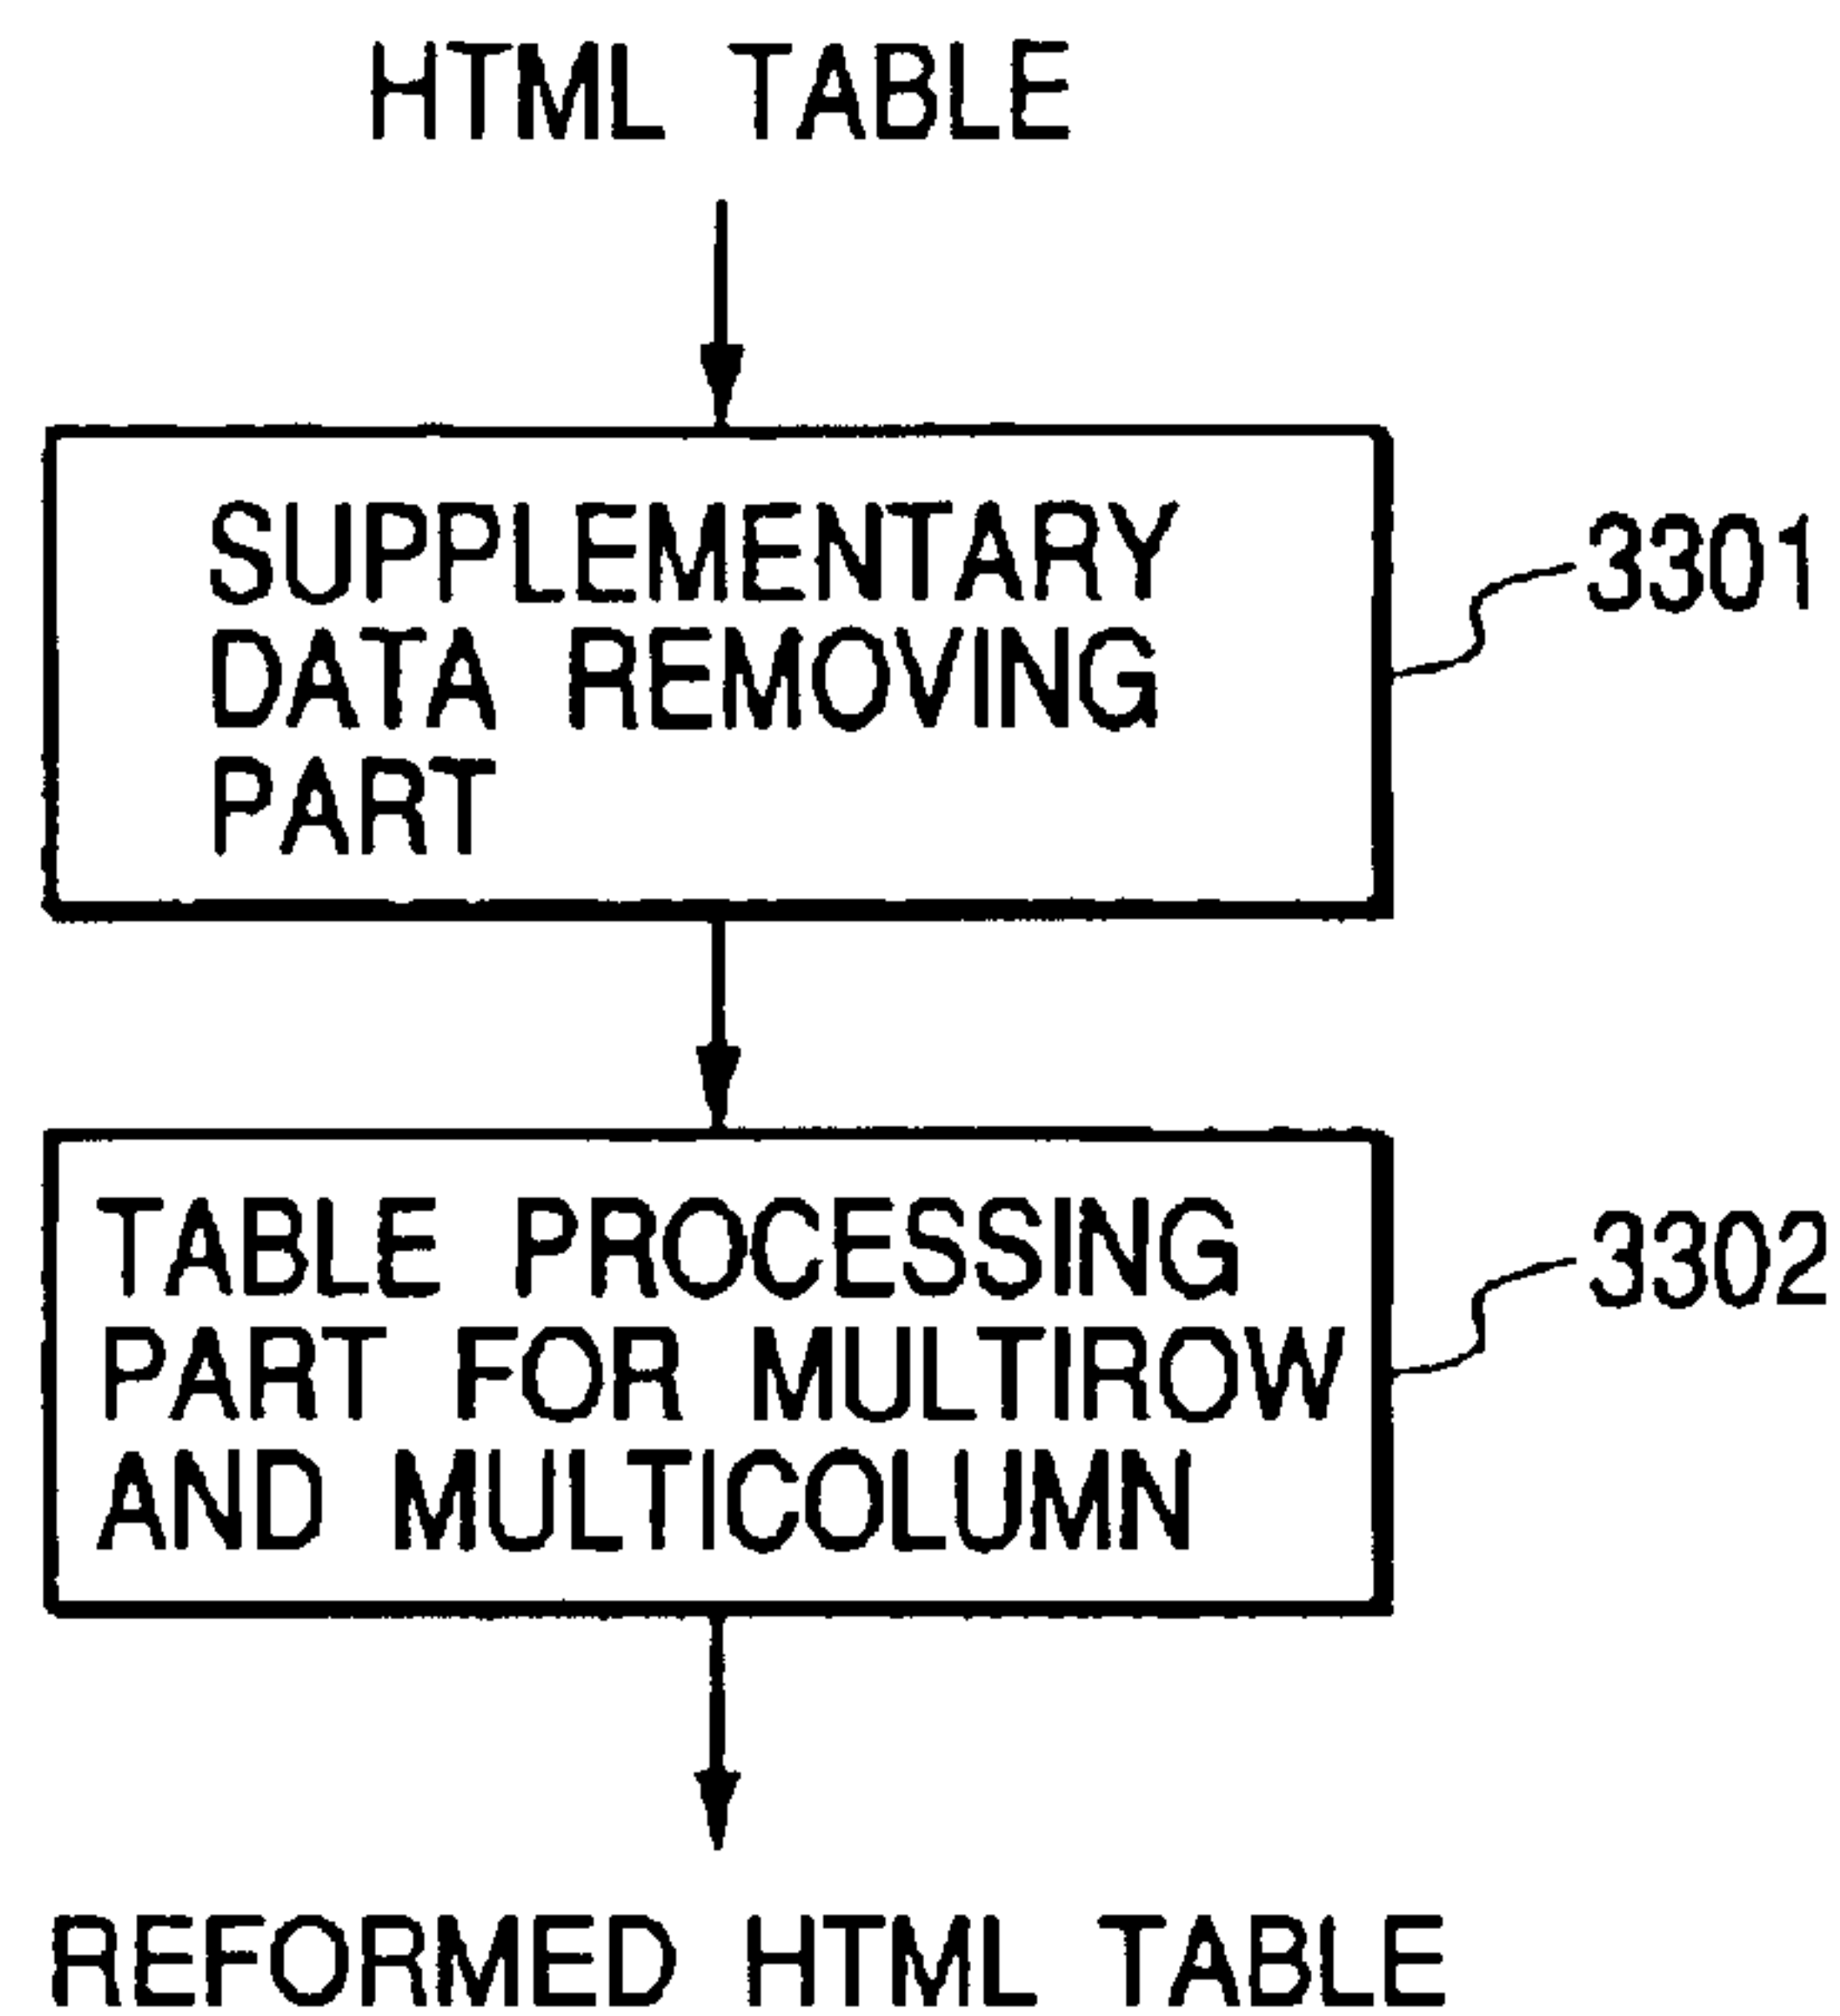 HTML TABLE
SUPPLEMENTARY
DATA REMOVING
PART
3301
TABLE PROCESSING
PART FOR MULTIROW
AND MULTICOLUMN
3302
REFORMED HTML TABLE